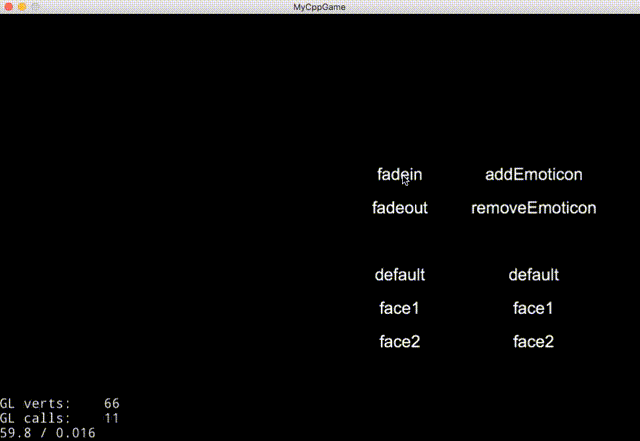 MyCppGame
fadein addEmoticon
fadeout removeEmoticon
default default
face1 face1
face2 face2
GL verts: 66
GL calls: 11
59.8 / 0.016